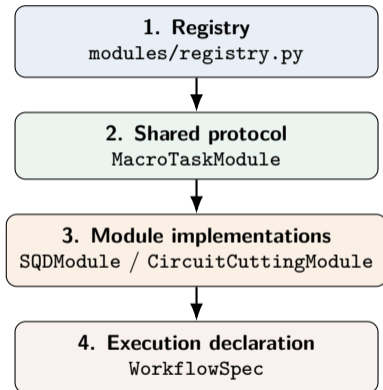 1. Registry
modules/registry.py
2. Shared protocol
MacroTaskModule
3. Module implementations
SQDModule / CircuitCuttingModule
4. Execution declaration
WorkflowSpec